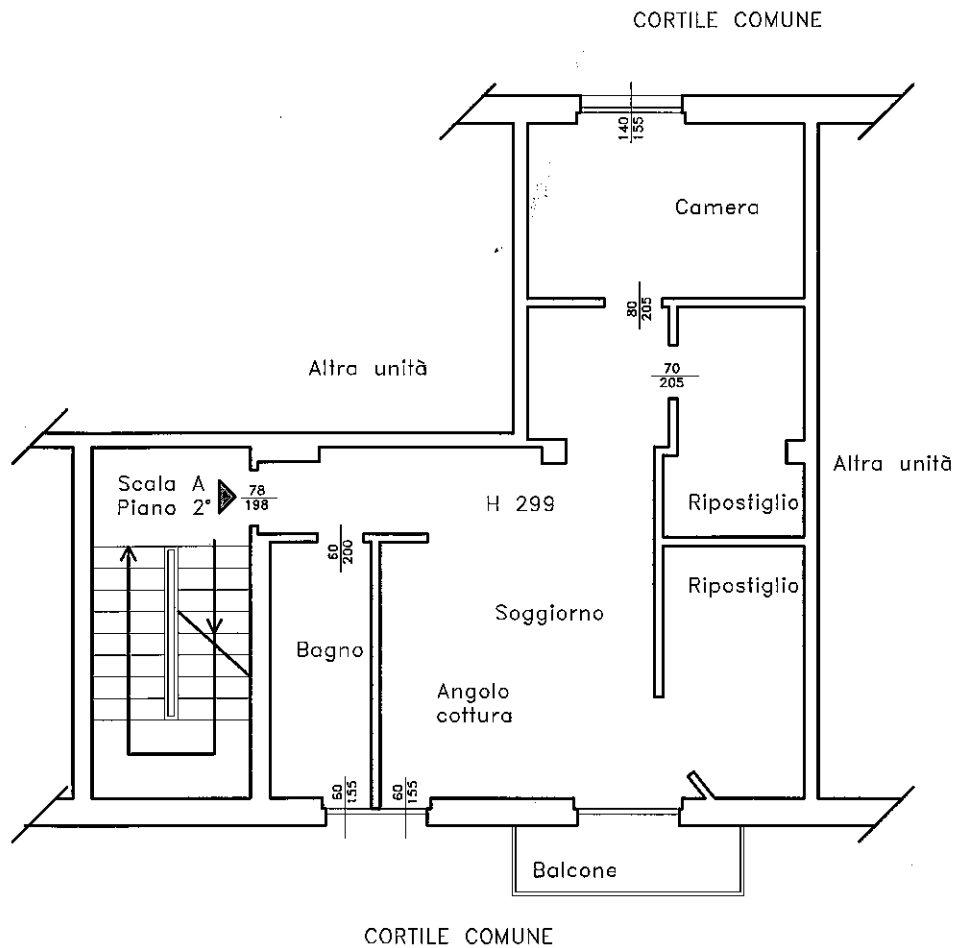 CORTILE COMUNE
140
155
Camera
80
205
Altra unità
70
205
Altra unità
Scala A
Piano 2°
78
198
H 299
Ripostiglio
60
200
Ripostiglio
Soggiorno
Bagno
Angolo
cottura
60
155
60
155
Balcone
CORTILE COMUNE